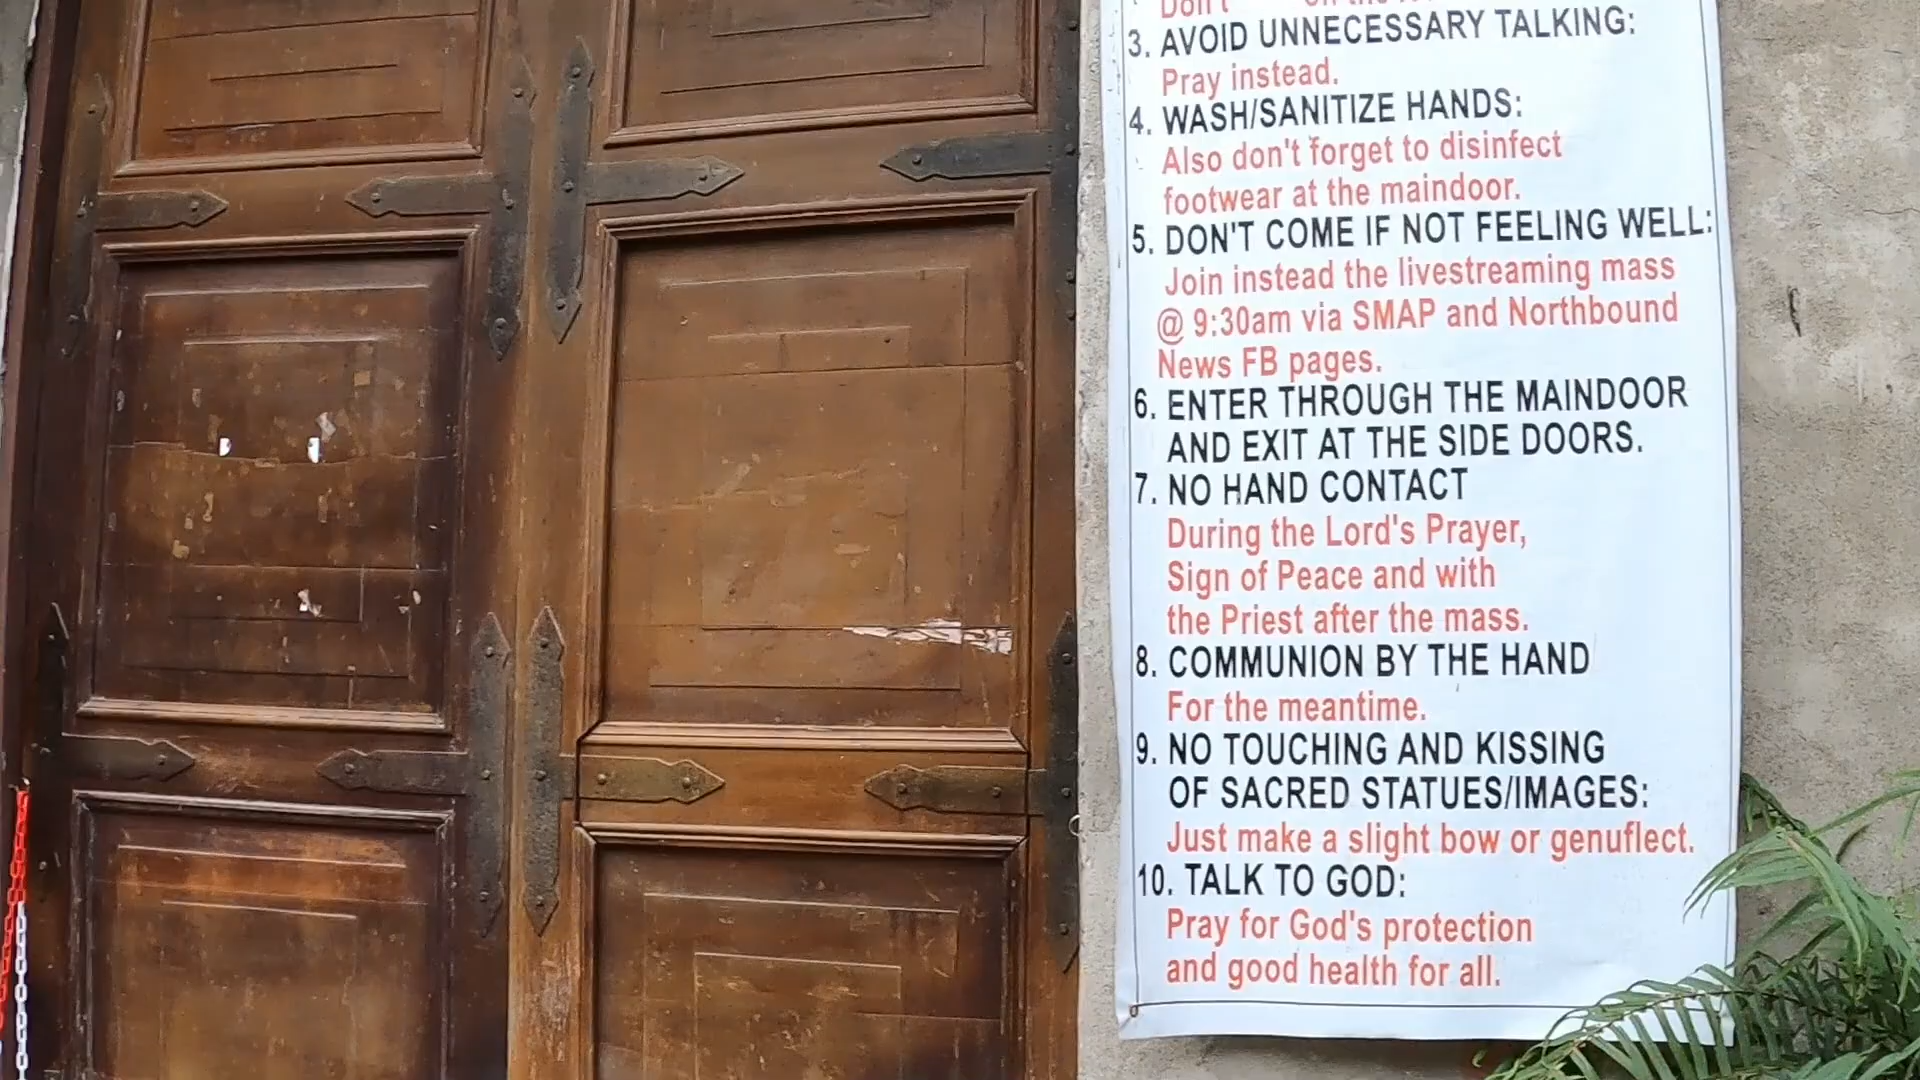 Don't
3. AVOID UNNECESSARY TALKING:
Pray instead.
4. WASH/SANITIZE HANDS:
Also don't forget to disinfect
footwear at the maindoor.
5. DON'T COME IF NOT FEELING WELL:
Join instead the livestreaming mass
@ 9:30am via SMAP and Northbound
News FB pages.
6. ENTER THROUGH THE MAINDOOR
AND EXIT AT THE SIDE DOORS.
7. NO HAND CONTACT
During the Lord's Prayer,
Sign of Peace and with
the Priest after the mass.
8. COMMUNION BY THE HAND
For the meantime.
9. NO TOUCHING AND KISSING
OF SACRED STATUES/IMAGES:
Just make a slight bow or genuflect.
10. TALK TO GOD:
Pray for God's protection
and good health for all.